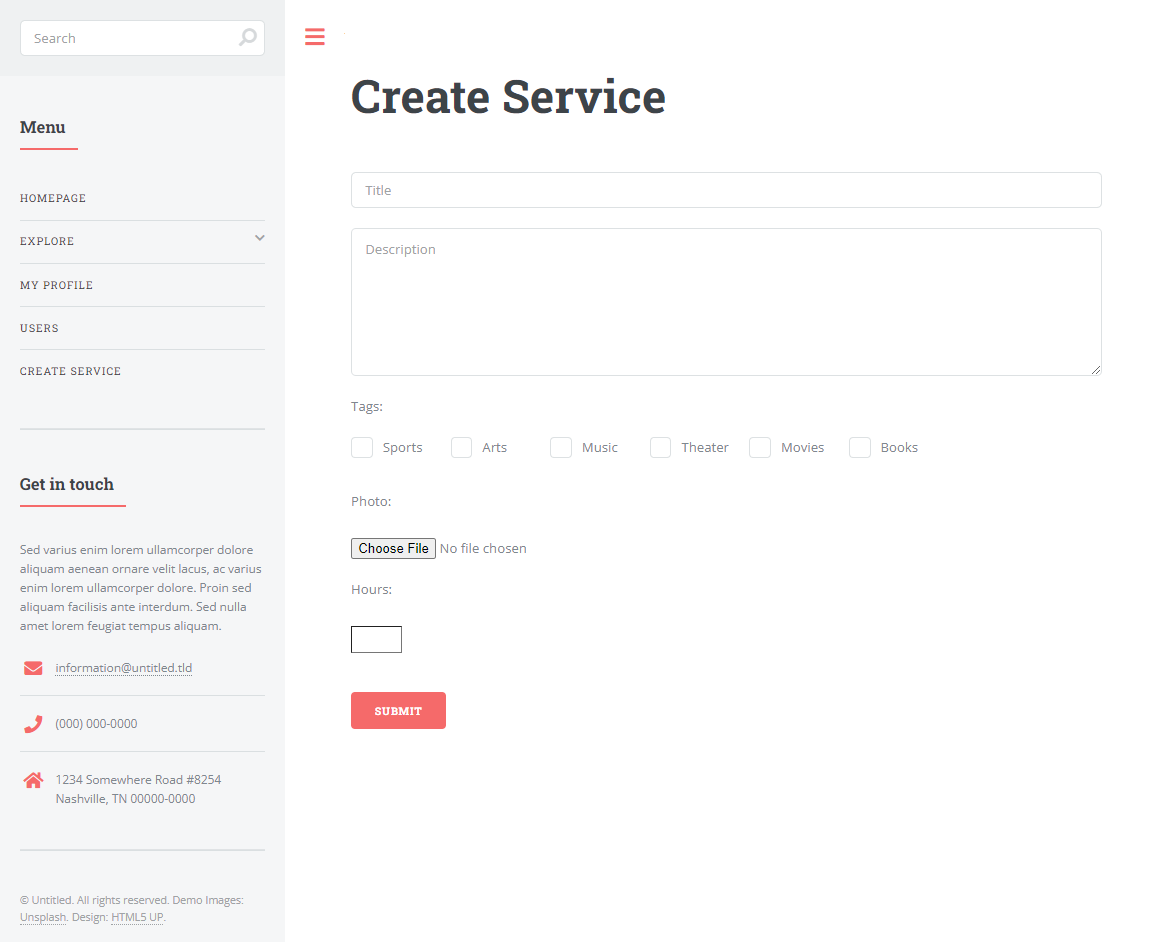 Search
Menu
HOMEPAGE
EXPLORE
MY PROFILE
USERS
CREATE SERVICE
Get in touch
Sed varius enim lorem ullamcorper dolore
aliquam aenean ornare velit lacus, ac varius
enim lorem ullamcorper dolore. Proin sed
aliquam facilisis ante interdum. Sed nulla
amet lorem feugiat tempus aliquam.
information@untitled.tld
(000) 000-0000
1234 Somewhere Road #8254
Nashville, TN 00000-0000
© Untitled. All rights reserved. Demo Images:
Unsplash. Design: HTML5 UP.
Create Service
Title
Description
Tags:
Sports Arts Music Theater Movies Books
Photo:
Choose File No file chosen
Hours:
SUBMIT